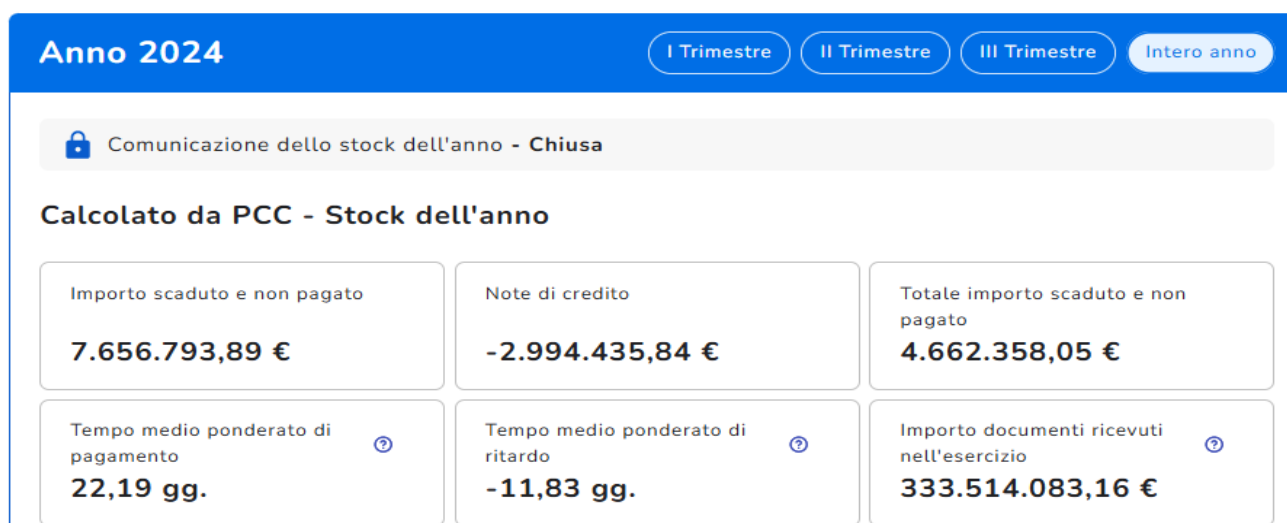 Anno 2024
I Trimestre
II Trimestre
III Trimestre
Intero anno
Comunicazione dello stock dell'anno - Chiusa
Calcolato da PCC - Stock dell'anno
Importo scaduto e non pagato
7.656.793,89 €
Note di credito
-2.994.435,84 €
Totale importo scaduto e non
pagato
4.662.358,05 €
Tempo medio ponderato di
pagamento
22,19 gg.
Tempo medio ponderato di
ritardo
-11,83 gg.
Importo documenti ricevuti
nell'esercizio
333.514.083,16 €